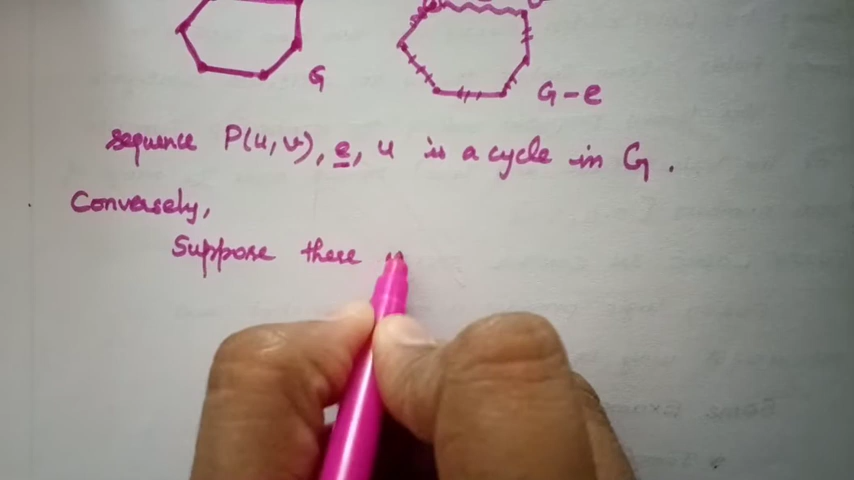 G
G-e
sequence P(u,v), e, u is a cycle in G.
Conversely,
Suppose there